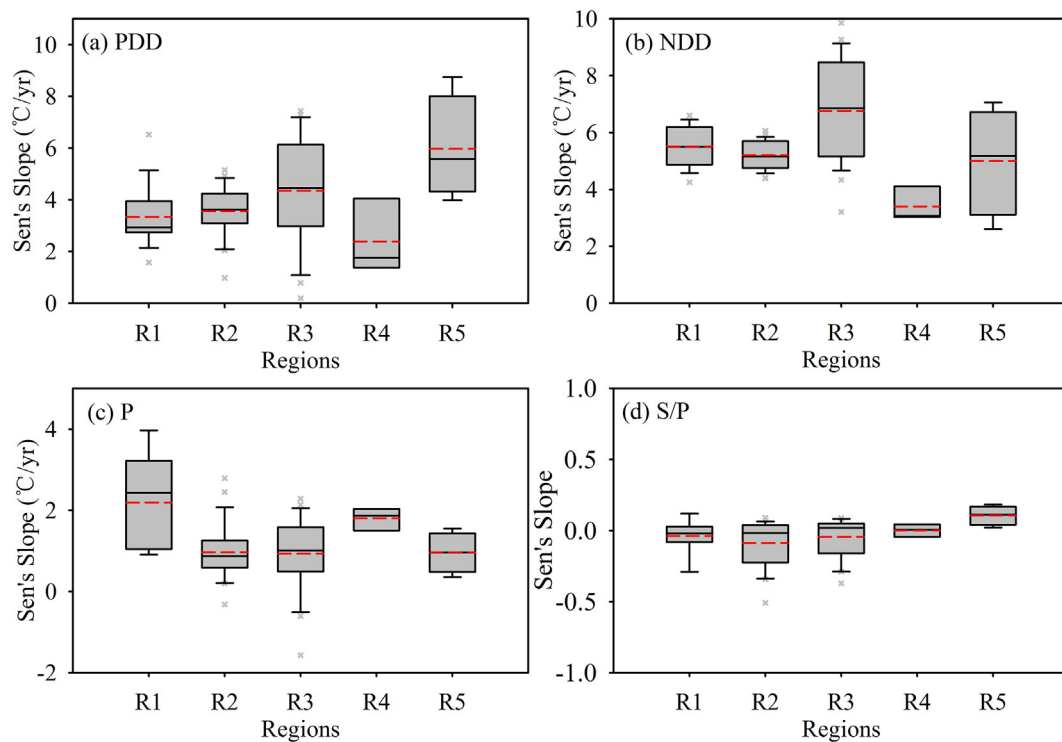 (a) PDD
Sen's Slope (℃/yr)
10
8
6
4
2
0
R1 R2 R3 R4 R5
Regions
(b) NDD
Sen's Slope (℃/yr)
10
8
6
4
2
0
R1 R2 R3 R4 R5
Regions
(c) P
Sen's Slope (℃/yr)
4
2
0
-2
R1 R2 R3 R4 R5
Regions
(d) S/P
Sen's Slope
1.0
0.5
0.0
-0.5
-1.0
R1 R2 R3 R4 R5
Regions